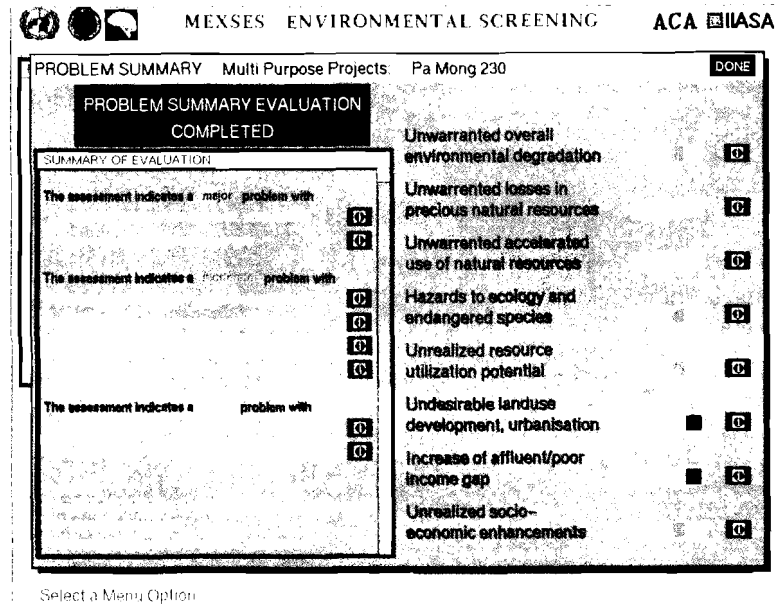 MEXSES ENVIRONMENTAL SCREENING ACA IIASA
PROBLEM SUMMARY Multi Purpose Projects: Pa Mong 230 DONE
PROBLEM SUMMARY EVALUATION
COMPLETED
SUMMARY OF EVALUATION
The assessment indicates a major problem with
The assessment indicates a problem with
The assessment indicates a problem with
Unwarranted overall
environmental degradation
Unwarrented losses in
precious natural resources
Unwarrented accelerated
use of natural resources
Hazards to ecology and
endangered species
Unrealized resource
utilization potential
Undesirable landuse
development, urbanisation
Increase of affluent/poor
income gap
Unrealized socio-
economic enhancements
Select a Menu Option